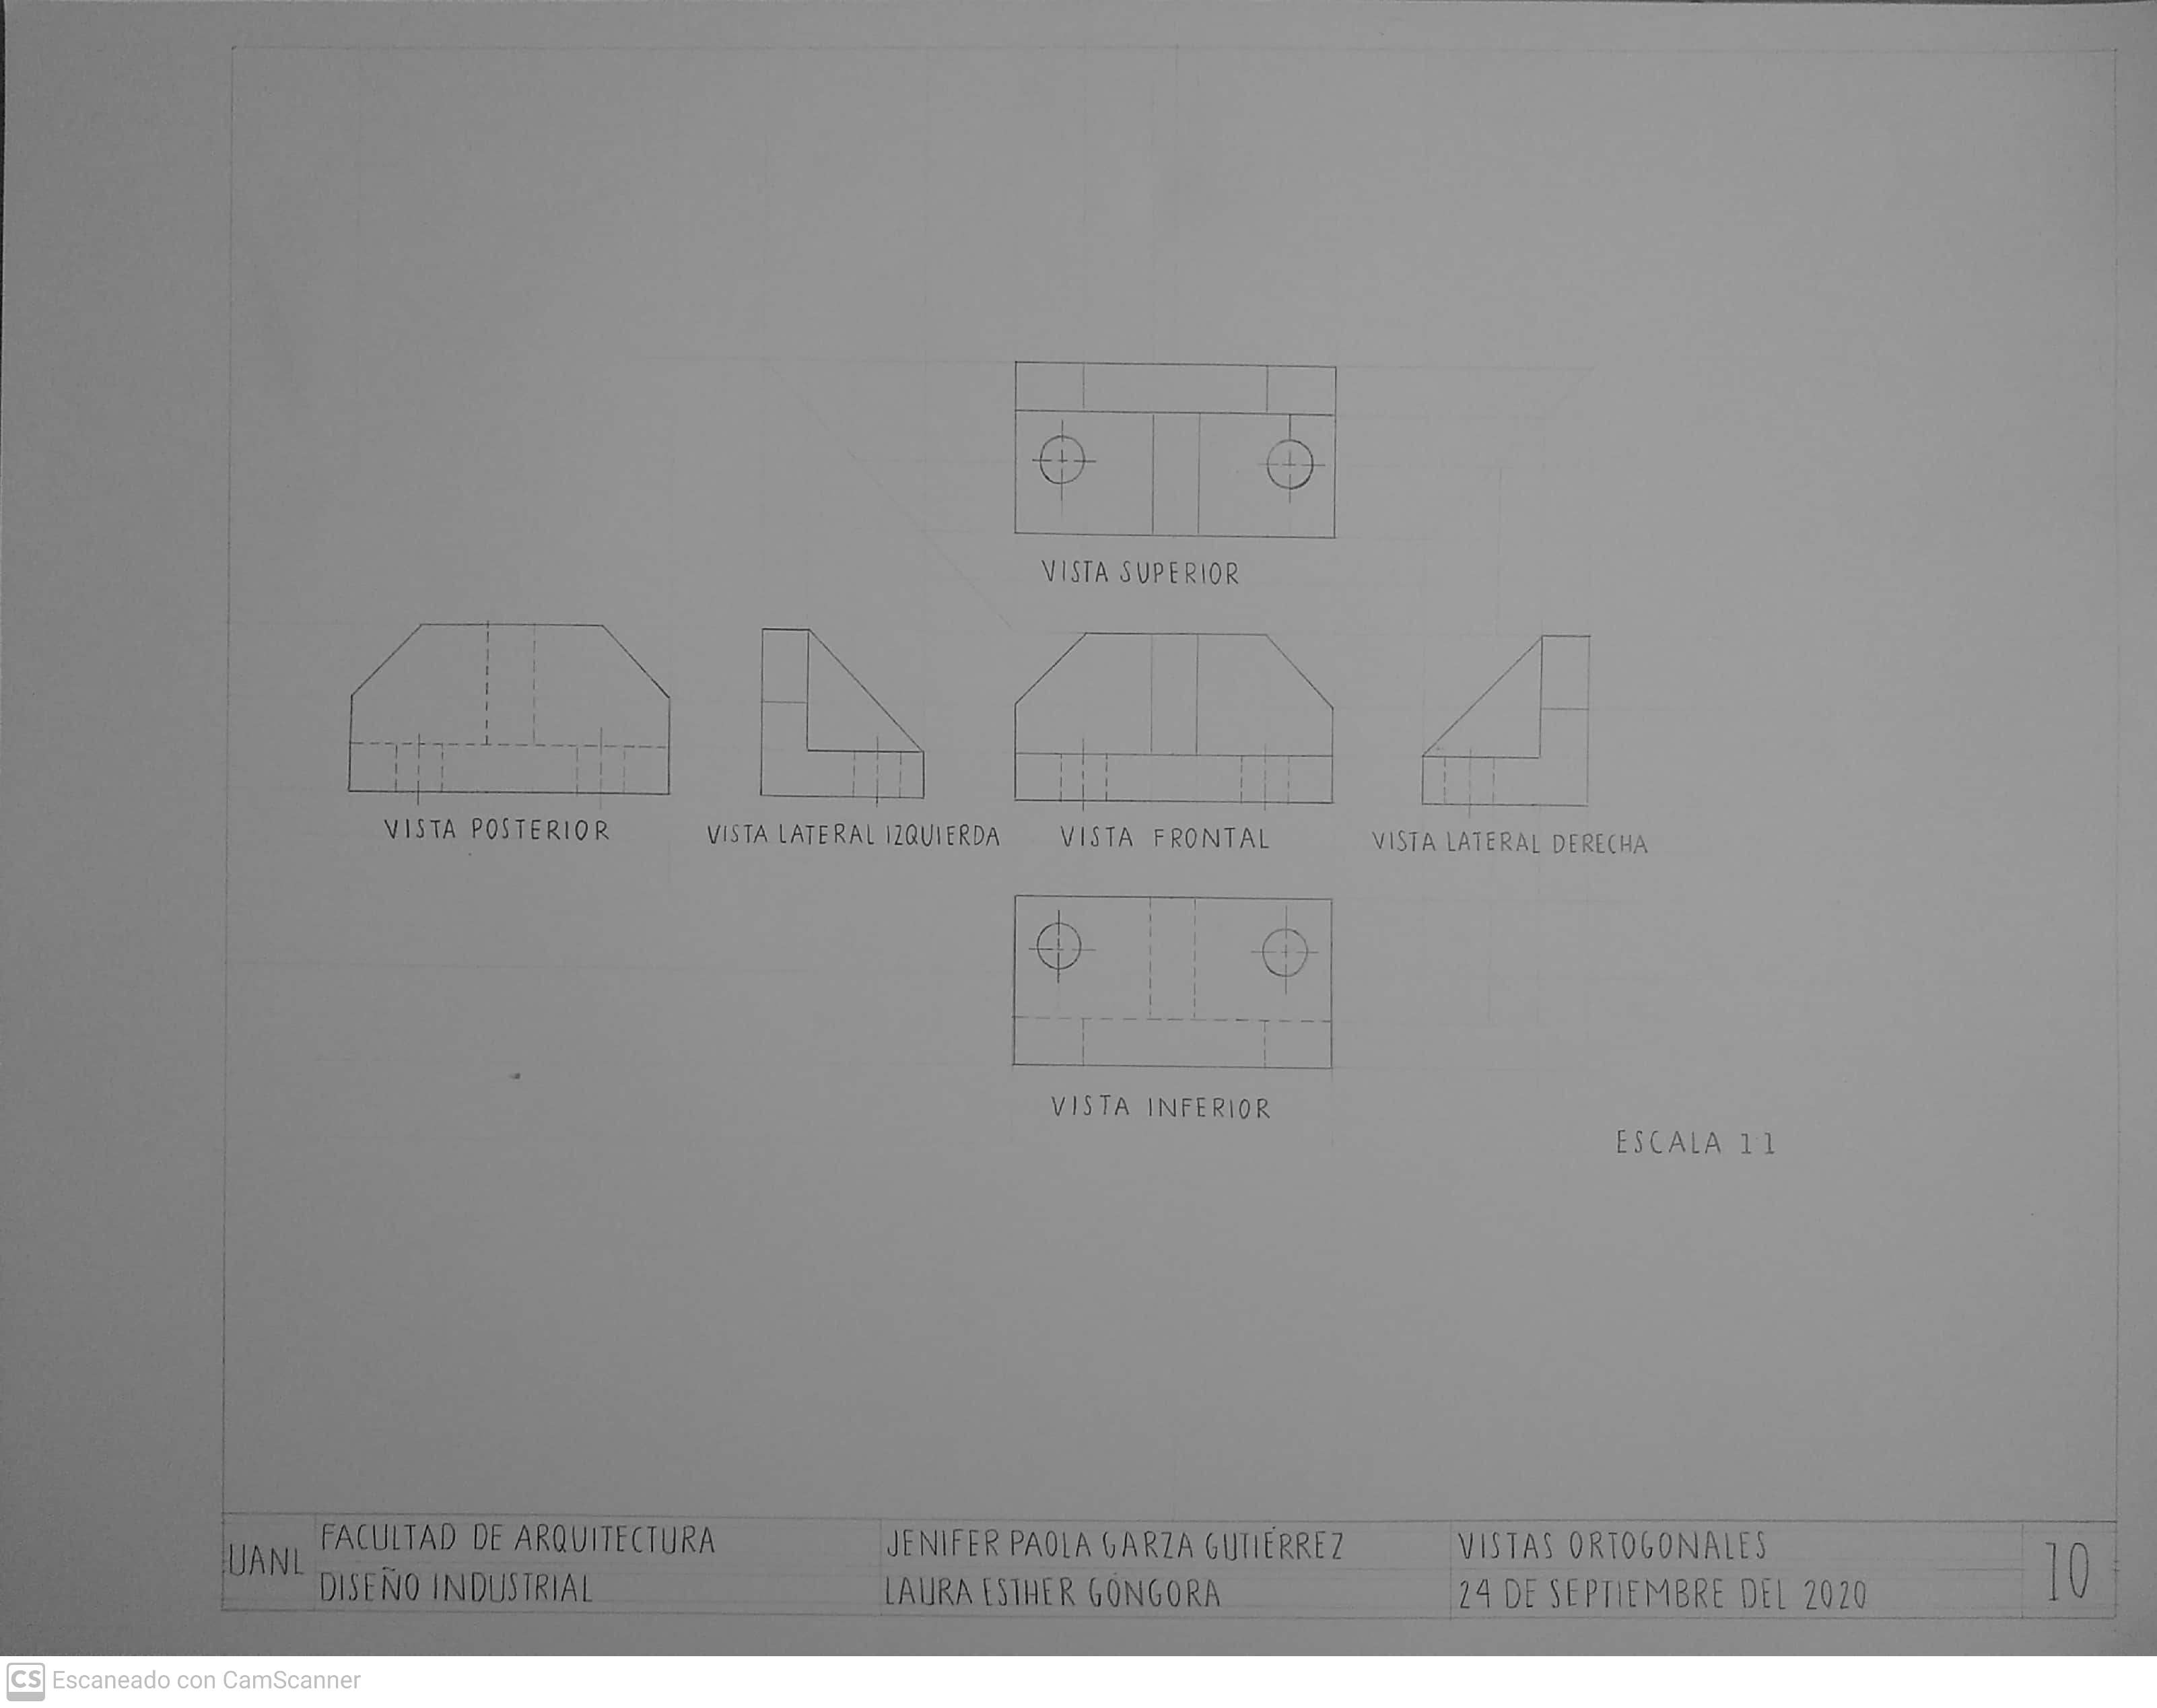 VISTA SUPERIOR
VISTA POSTERIOR
VISTA LATERAL IZQUIERDA
VISTA FRONTAL
VISTA LATERAL DERECHA
VISTA INFERIOR
ESCALA 1:1
UANL
FACULTAD DE ARQUITECTURA
DISEÑO INDUSTRIAL
JENIFER PAOLA GARZA GUTIÉRREZ
LAURA ESTHER GÓNGORA
VISTAS ORTOGONALES
24 DE SEPTIEMBRE DEL 2020
10
CS Escaneado con CamScanner